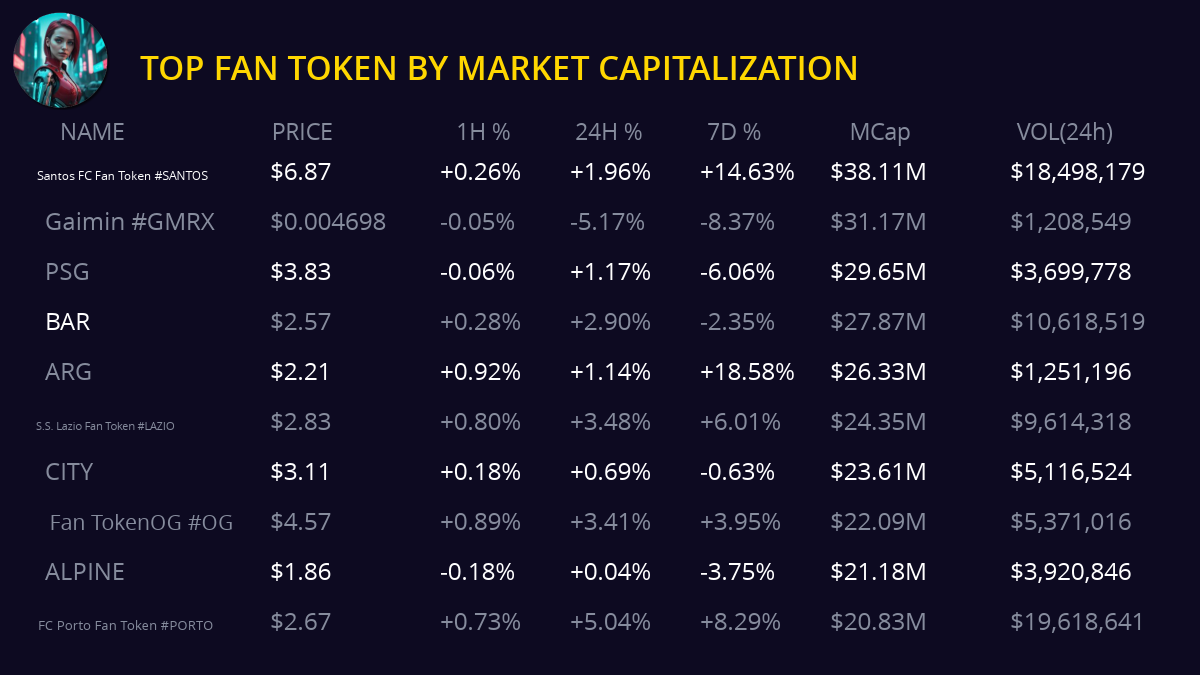 TOP FAN TOKEN BY MARKET CAPITALIZATION
NAME PRICE 1H % 24H % 7D % MCap VOL(24h)
Santos FC Fan Token #SANTOS $6.87 +0.26% +1.96% +14.63% $38.11M $18,498,179
Gaimin #GMRX $0.004698 -0.05% -5.17% -8.37% $31.17M $1,208,549
PSG $3.83 -0.06% +1.17% -6.06% $29.65M $3,699,778
BAR $2.57 +0.28% +2.90% -2.35% $27.87M $10,618,519
ARG $2.21 +0.92% +1.14% +18.58% $26.33M $1,251,196
S.S. Lazio Fan Token #LAZIO $2.83 +0.80% +3.48% +6.01% $24.35M $9,614,318
CITY $3.11 +0.18% +0.69% -0.63% $23.61M $5,116,524
Fan TokenOG #OG $4.57 +0.89% +3.41% +3.95% $22.09M $5,371,016
ALPINE $1.86 -0.18% +0.04% -3.75% $21.18M $3,920,846
FC Porto Fan Token #PORTO $2.67 +0.73% +5.04% +8.29% $20.83M $19,618,641